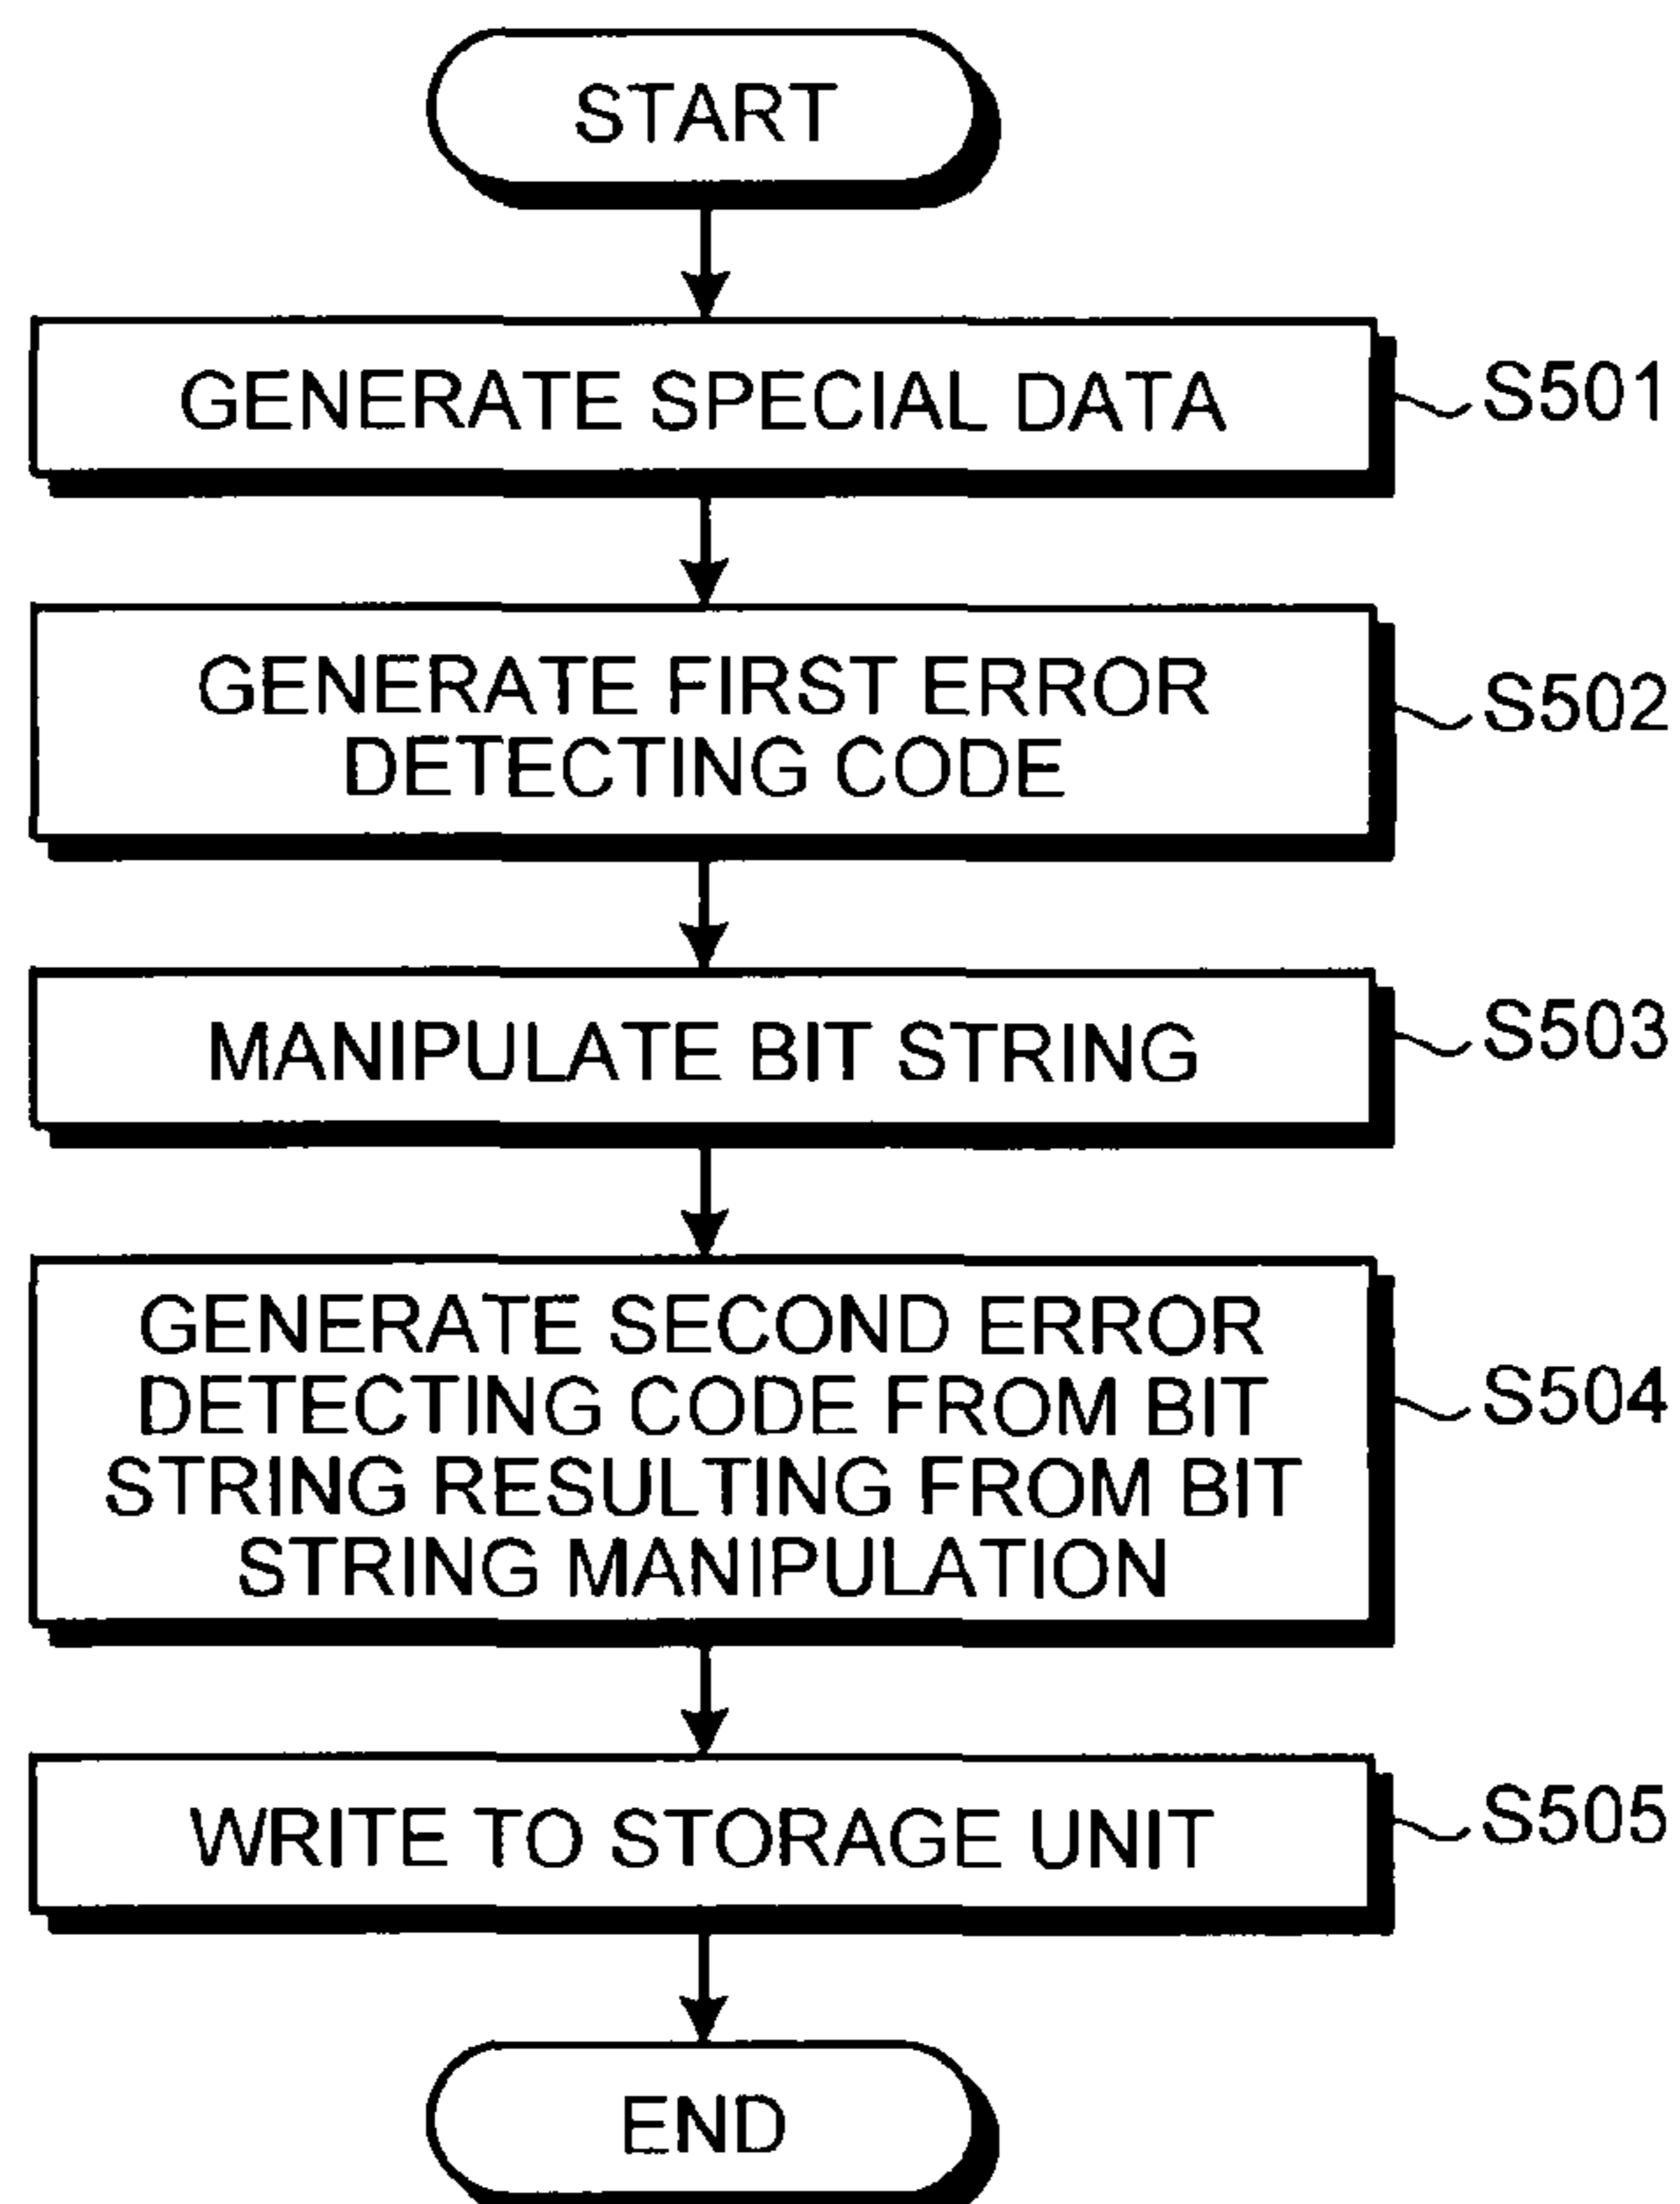 START
GENERATE SPECIAL DATA
S501
GENERATE FIRST ERROR
DETECTING CODE
S502
MANIPULATE BIT STRING
S503
GENERATE SECOND ERROR
DETECTING CODE FROM BIT
STRING RESULTING FROM BIT
STRING MANIPULATION
S504
WRITE TO STORAGE UNIT
S505
END